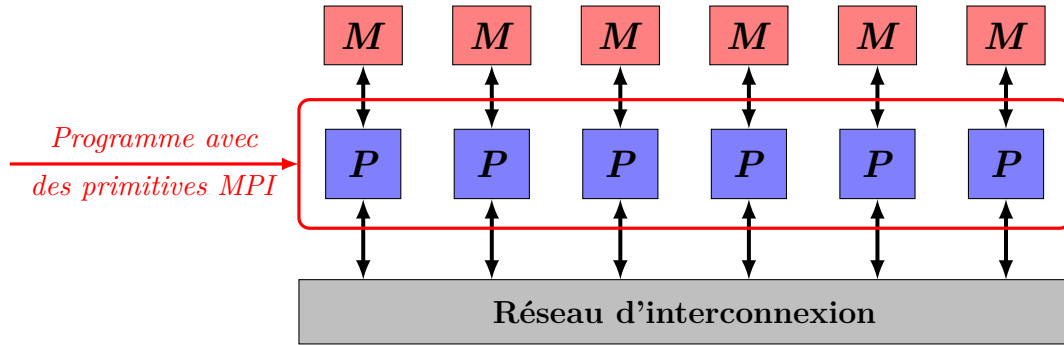 M M M M M M
Programme avec
des primitives MPI
P P P P P P
Réseau d'interconnexion